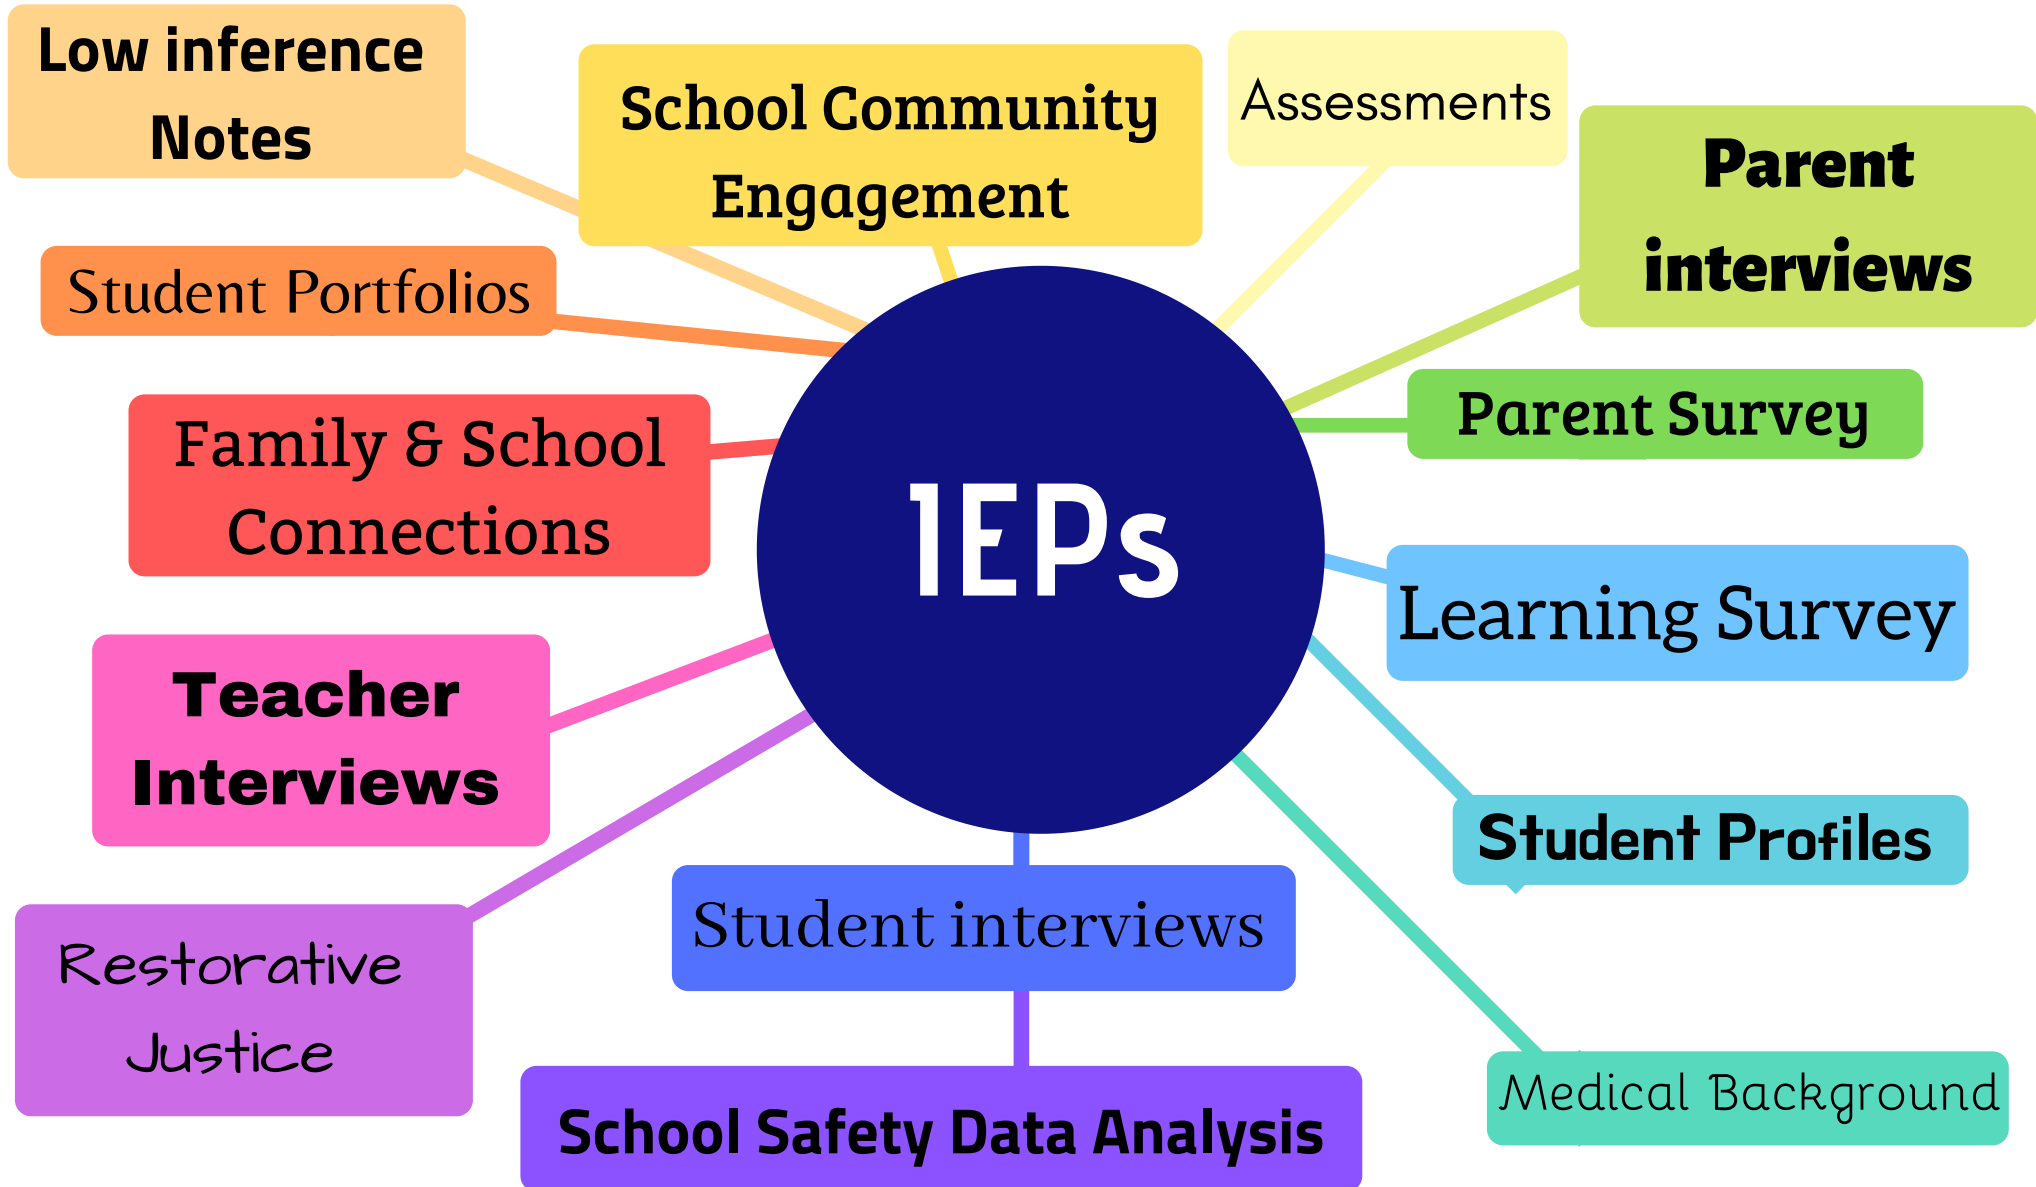 Low inference
Notes
School Community
Engagement
Assessments
Parent
interviews
Student Portfolios
Parent Survey
Family & School
Connections
IEPs
Learning Survey
Teacher
Interviews
Student Profiles
Student interviews
Restorative
Justice
Medical Background
School Safety Data Analysis